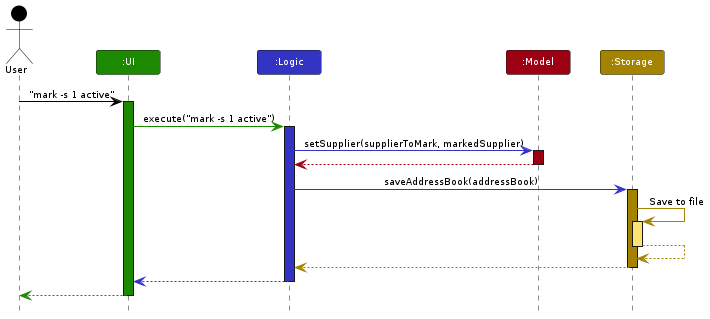 :UI
:Logic
:Model
:Storage
User
"mark -s 1 active"
execute("mark -s 1 active")
setSupplier(supplierToMark, markedSupplier)
saveAddressBook(addressBook)
Save to file